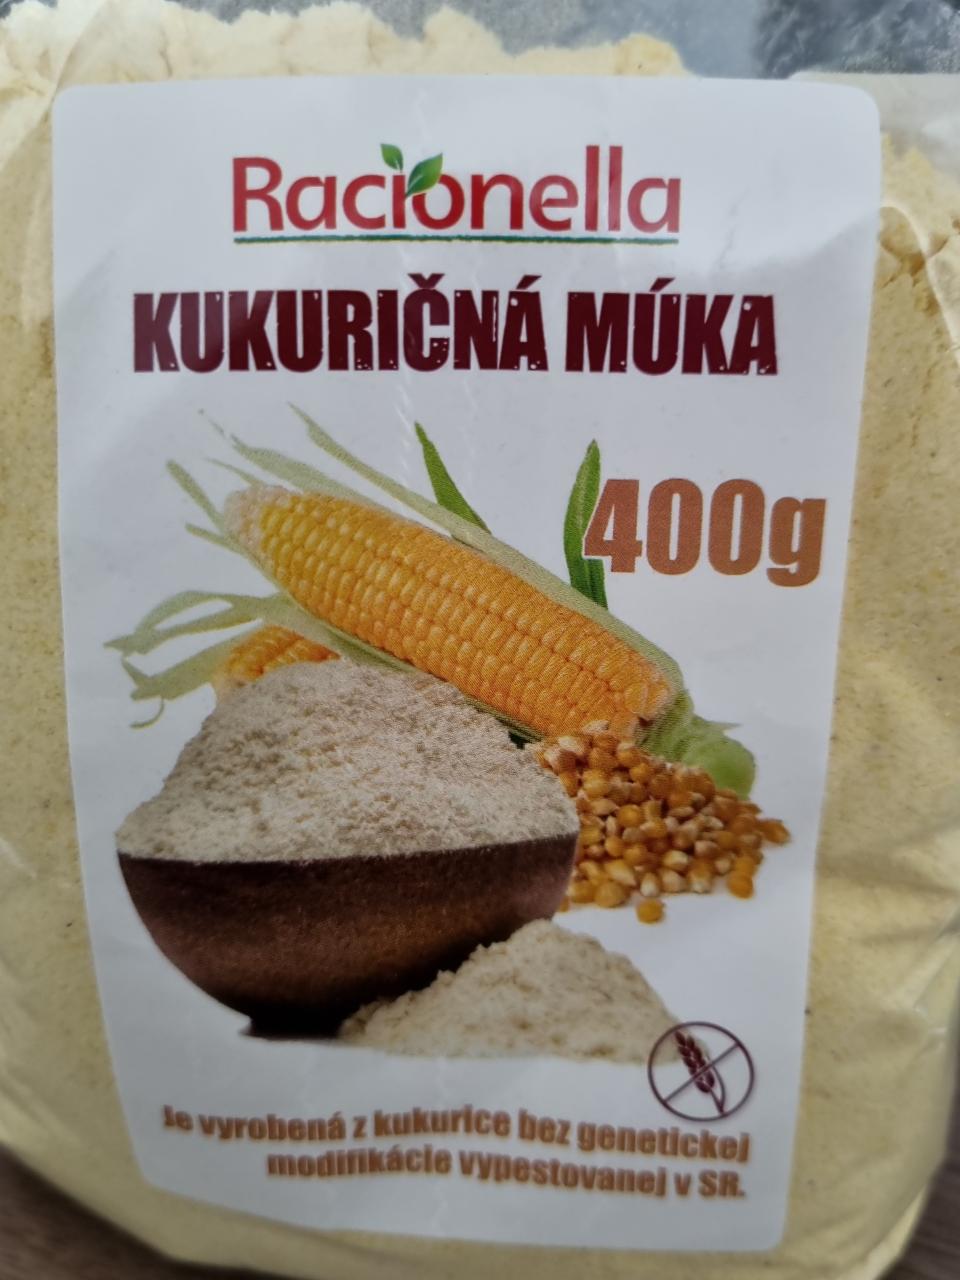 Racionella
KUKURIČNÁ MÚKA
400g
Je vyrobená z kukurice bez genetickej
modifikácie vypestovanej v SR.